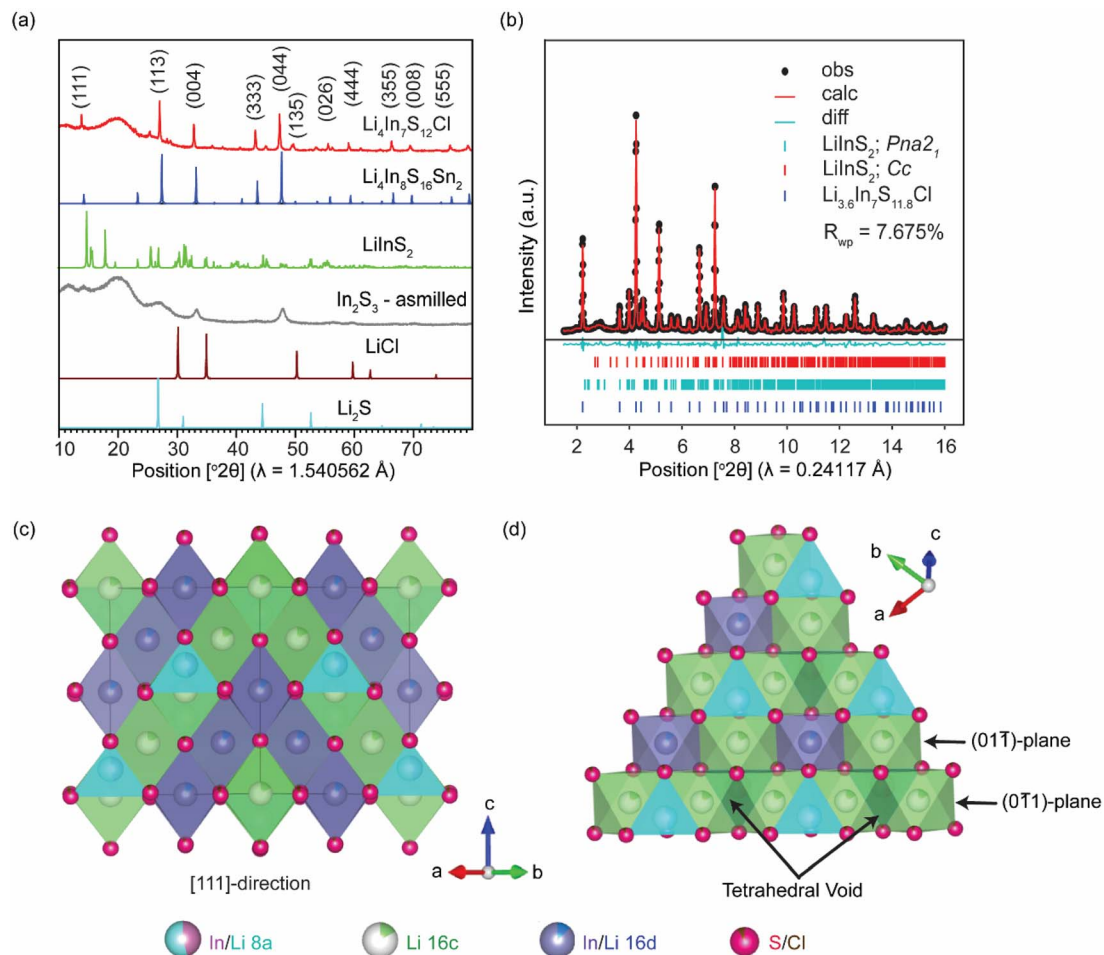 (a)
(111)
(113)
(004)
(333)
(044)
(135)
(026)
(444)
(355)
(008)
(555)
Li₄In₇S₁₂Cl
Li₄In₈S₁₆Sn₂
LiInS₂
In₂S₃ - asmilled
LiCl
Li₂S
10 20 30 40 50 60 70
Position [°2θ] (λ = 1.540562 Å)
(b)
obs
calc
diff
LiInS₂; Pna2₁
LiInS₂; Cc
Li₃.₆In₇S₁₁.₈Cl
Rwp = 7.675%
Intensity (a.u.)
2 4 6 8 10 12 14 16
Position [°2θ] (λ = 0.24117 Å)
(c)
c
a b
[111]-direction
(d)
c
b
a
(011̅)-plane
(01̅1)-plane
Tetrahedral Void
In/Li 8a
Li 16c
In/Li 16d
S/Cl